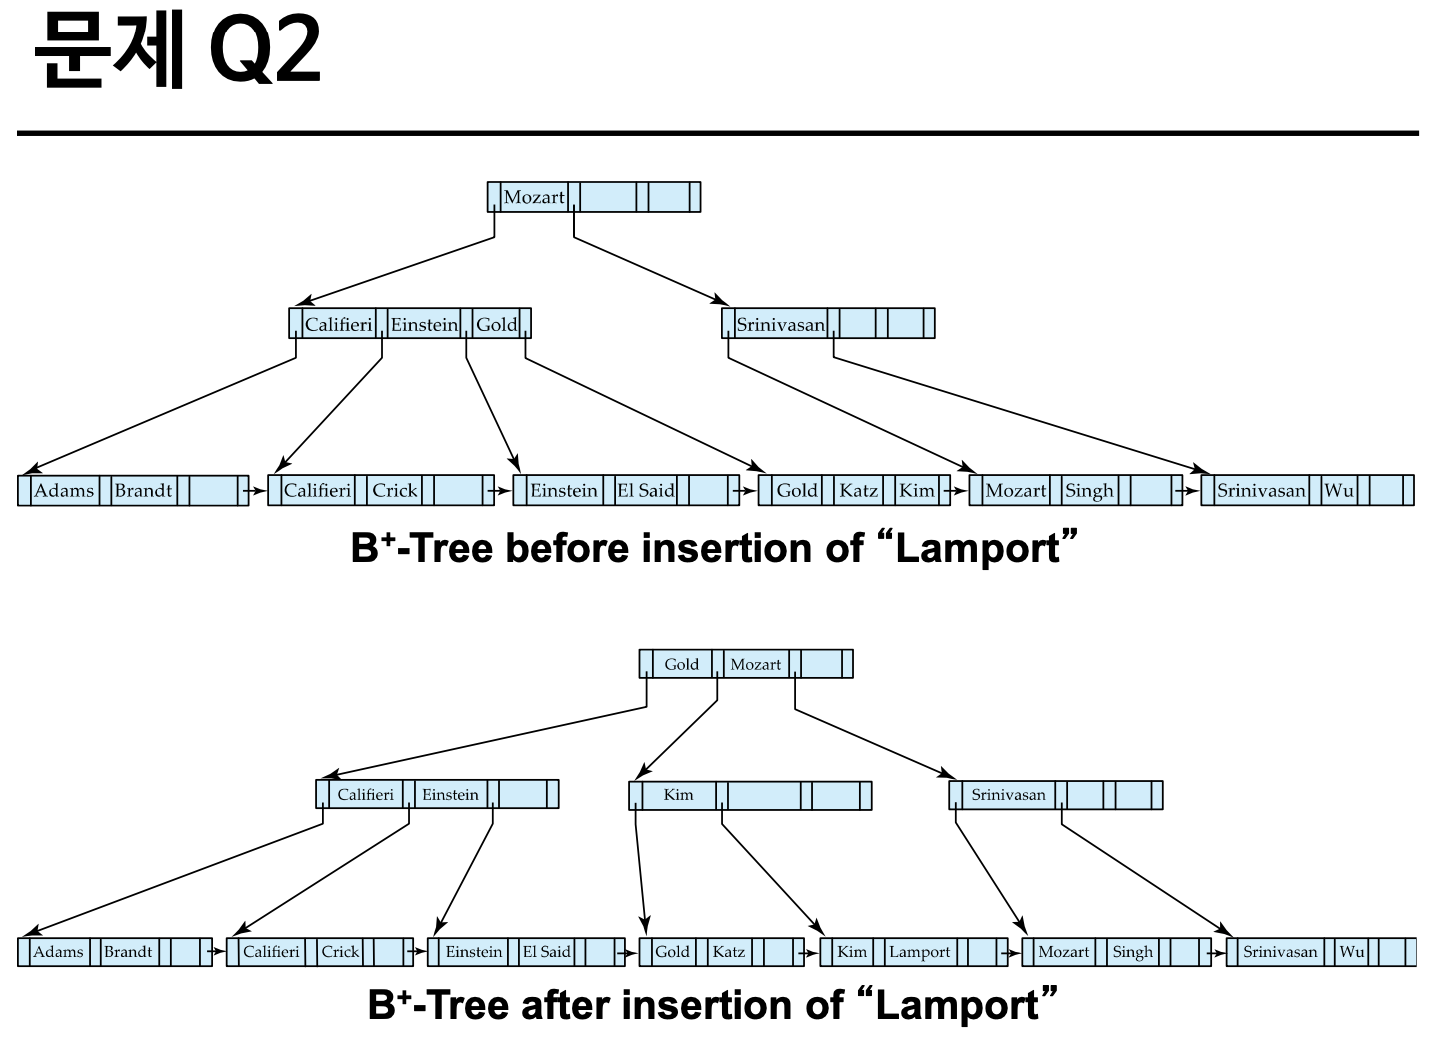 문제 Q2
Mozart
Califieri Einstein Gold
Srinivasan
Adams Brandt
Califieri Crick
Einstein El Said
Gold Katz Kim
Mozart Singh
Srinivasan Wu
B+-Tree before insertion of “Lamport”
Gold Mozart
Califieri Einstein
Kim
Srinivasan
Adams Brandt
Califieri Crick
Einstein El Said
Gold Katz
Kim Lamport
Mozart Singh
Srinivasan Wu
B+-Tree after insertion of “Lamport”